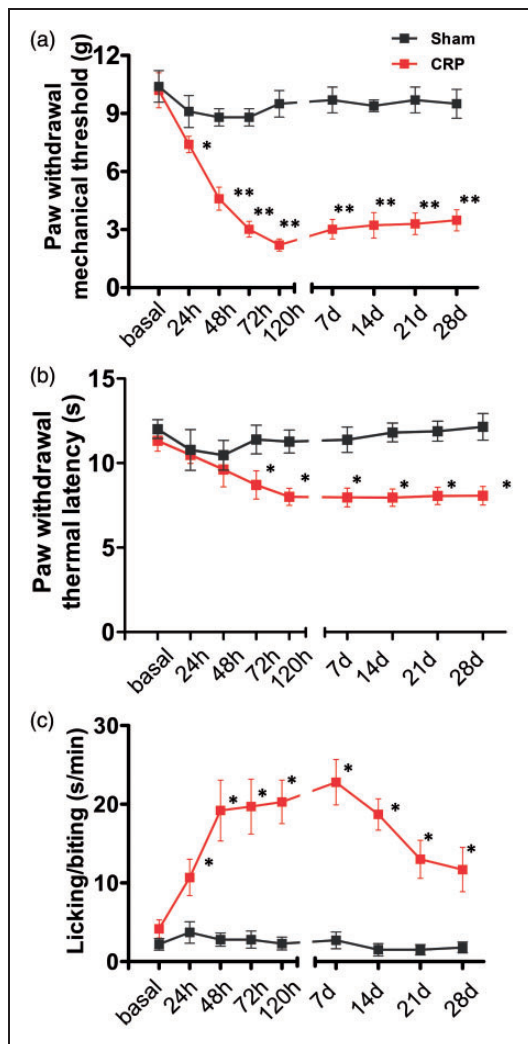 (a)
Sham
CRP
Paw withdrawal
mechanical threshold (g)
12
9
6
3
0
*
**
**
**
**
**
**
**
basal
24h
48h
72h
120h
7d
14d
21d
28d
(b)
Paw withdrawal
thermal latency (s)
15
10
5
0
*
*
*
*
*
*
basal
24h
48h
72h
120h
7d
14d
21d
28d
(c)
Licking/biting (s/min)
30
20
10
0
*
*
*
*
*
*
*
*
basal
24h
48h
72h
120h
7d
14d
21d
28d